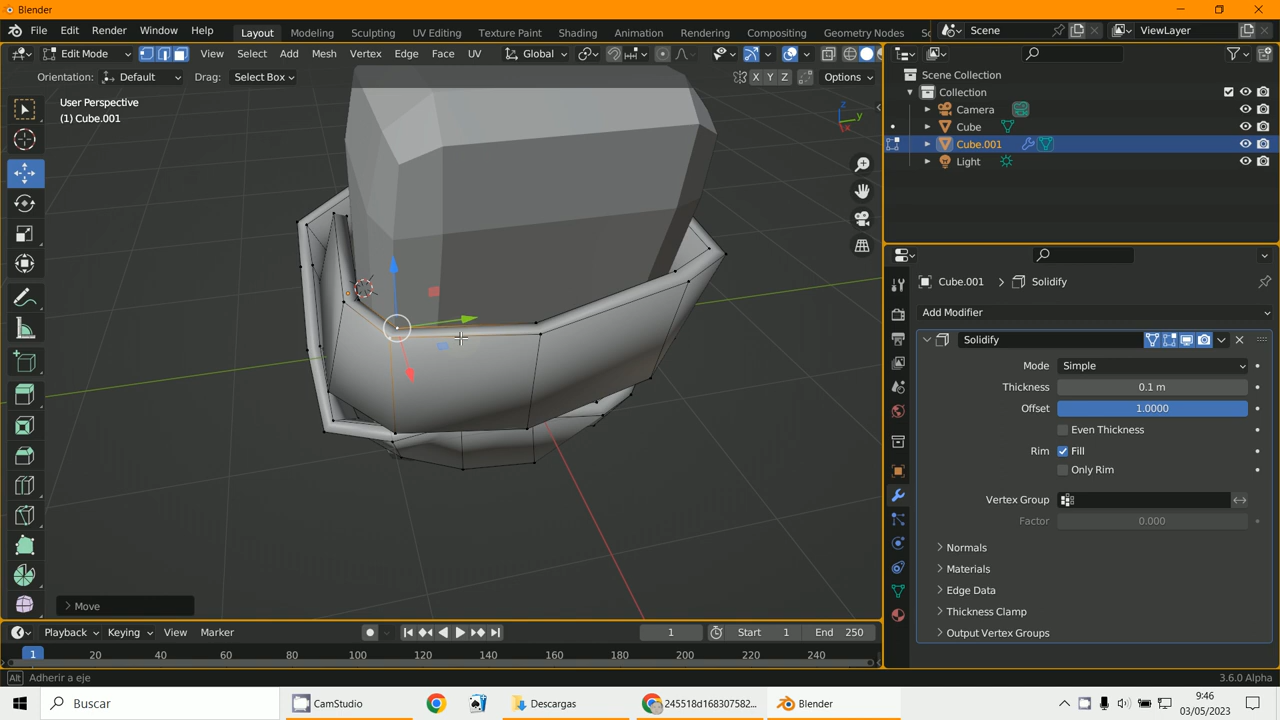 Blender
File Edit Render Window Help Layout Modeling Sculpting UV Editing Texture Paint Shading Animation Rendering Compositing Geometry Nodes Sc Scene ViewLayer
Edit Mode View Select Add Mesh Vertex Edge Face UV Global
Orientation: Default Drag: Select Box X Y Z Options
User Perspective
(1) Cube.001
z
y
x
Move
Scene Collection
Collection
Camera
Cube
Cube.001
Light
Cube.001 Solidify
Add Modifier
Solidify
Mode Simple
Thickness 0.1 m
Offset 1.0000
Even Thickness
Rim Fill
Only Rim
Vertex Group
Factor 0.000
Normals
Materials
Edge Data
Thickness Clamp
Output Vertex Groups
Playback Keying View Marker 1 Start 1 End 250
1 20 40 60 80 100 120 140 160 180 200 220 240
Alt Adherir a eje 3.6.0 Alpha
Buscar CamStudio Descargas 245518d168307582... Blender
9:46
03/05/2023